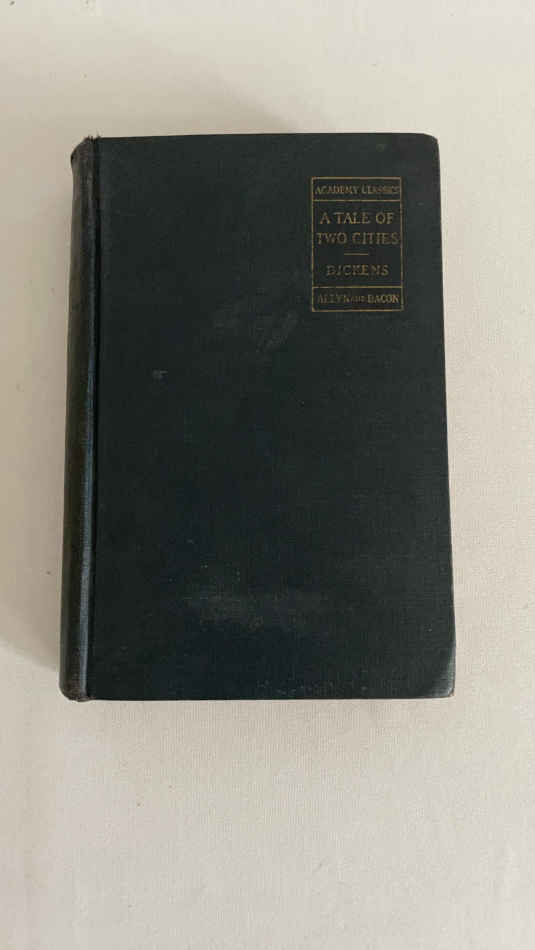 ACADEMY CLASSICS
A TALE OF
TWO CITIES
DICKENS
ALLYN AND BACON